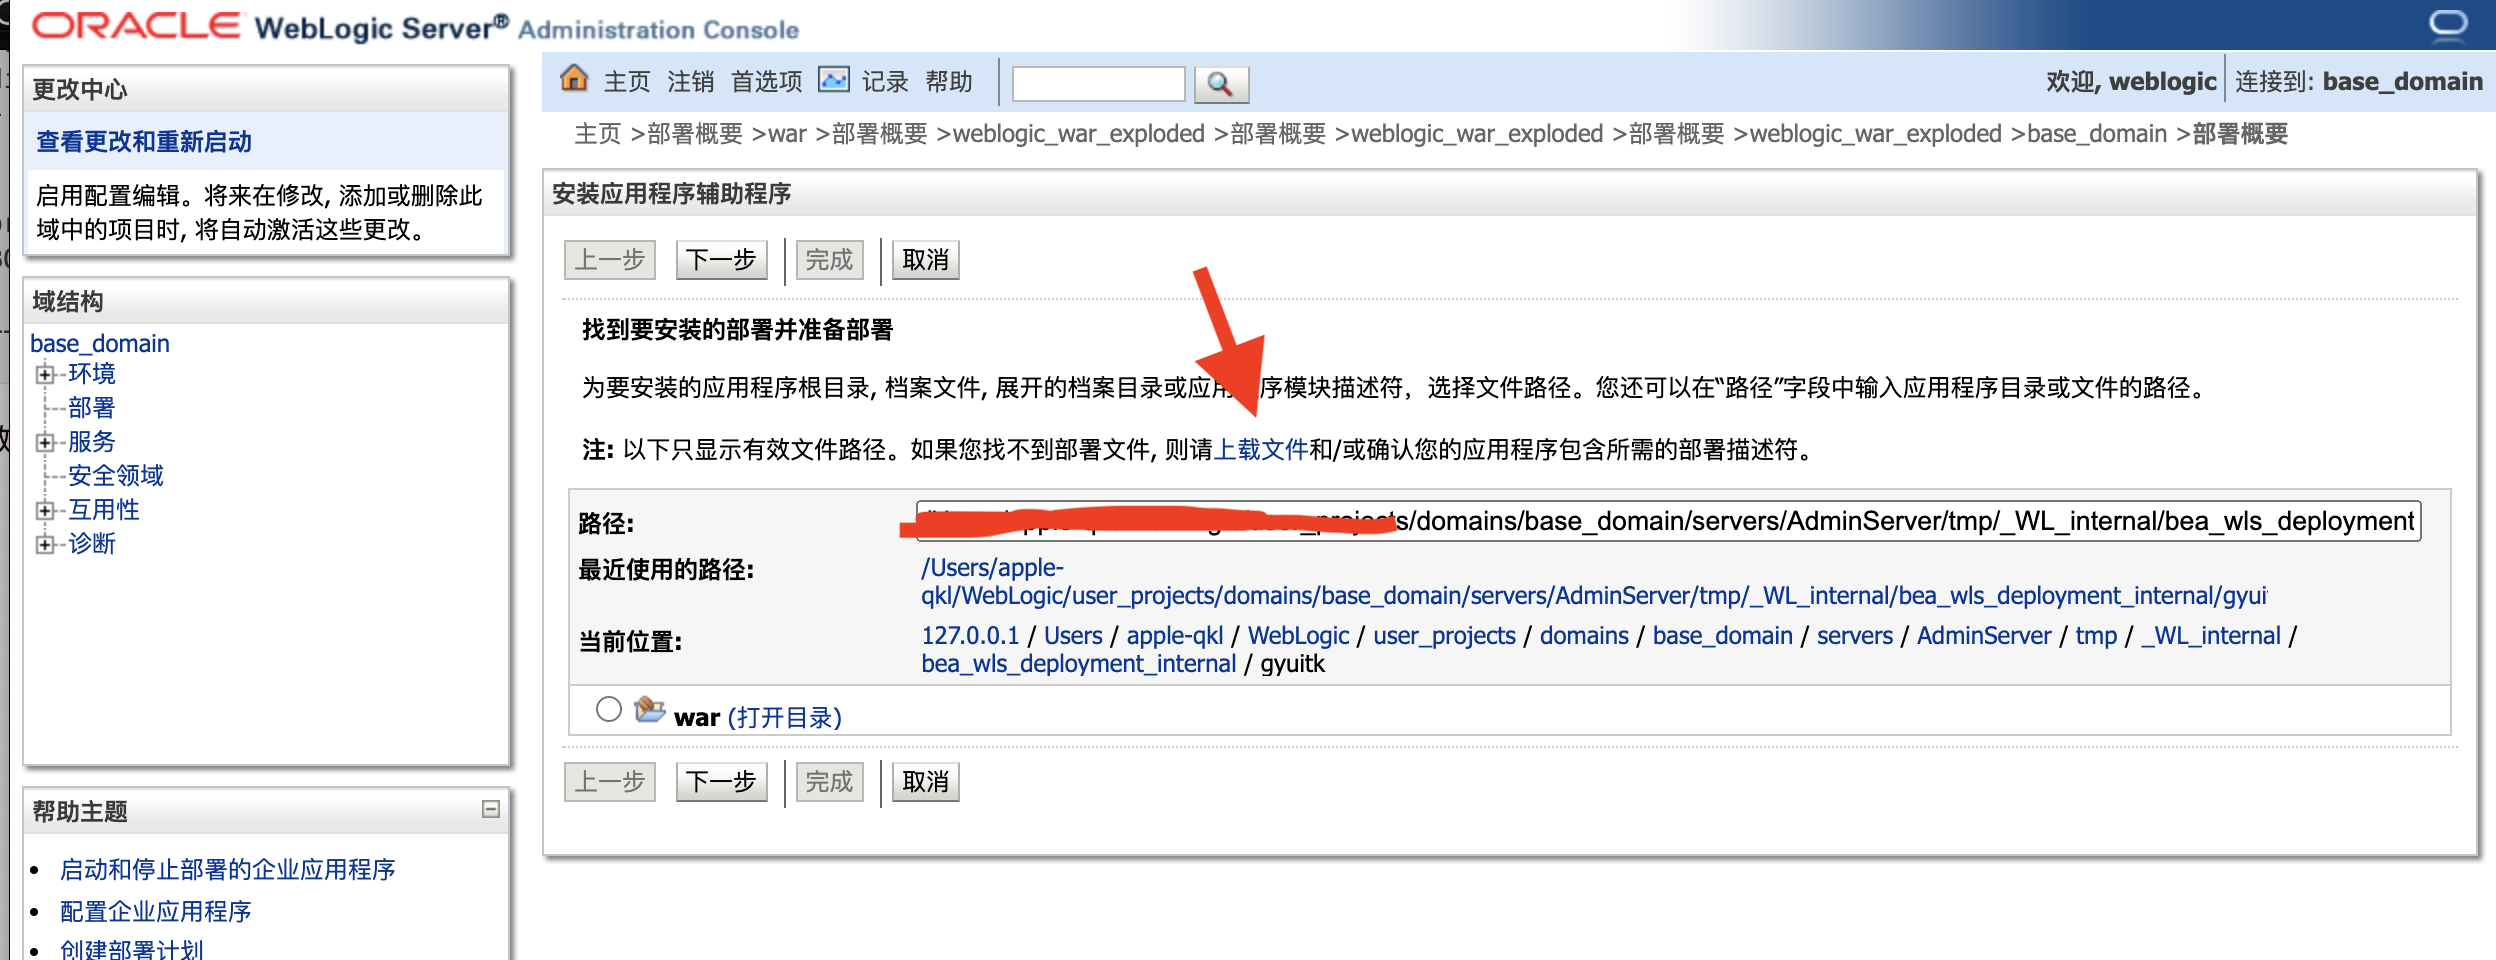 ORACLE WebLogic Server® Administration Console
更改中心
查看更改和重新启动
启用配置编辑。将来在修改, 添加或删除此
域中的项目时, 将自动激活这些更改。
域结构
base_domain
环境
部署
服务
安全领域
互用性
诊断
帮助主题
启动和停止部署的企业应用程序
配置企业应用程序
创建部署计划
主页 注销 首选项 记录 帮助
欢迎, weblogic 连接到: base_domain
主页 >部署概要 >war >部署概要 >weblogic_war_exploded >部署概要 >weblogic_war_exploded >部署概要 >weblogic_war_exploded >base_domain >部署概要
安装应用程序辅助程序
上一步 下一步 完成 取消
找到要安装的部署并准备部署
为要安装的应用程序根目录, 档案文件, 展开的档案目录或应用序模块描述符，选择文件路径。您还可以在“路径”字段中输入应用程序目录或文件的路径。
注: 以下只显示有效文件路径。如果您找不到部署文件, 则请上载文件和/或确认您的应用程序包含所需的部署描述符。
路径: s/domains/base_domain/servers/AdminServer/tmp/_WL_internal/bea_wls_deployment
最近使用的路径: /Users/apple-
qkl/WebLogic/user_projects/domains/base_domain/servers/AdminServer/tmp/_WL_internal/bea_wls_deployment_internal/gyui
当前位置: 127.0.0.1 / Users / apple-qkl / WebLogic / user_projects / domains / base_domain / servers / AdminServer / tmp / _WL_internal /
bea_wls_deployment_internal / gyuitk
war (打开目录)
上一步 下一步 完成 取消